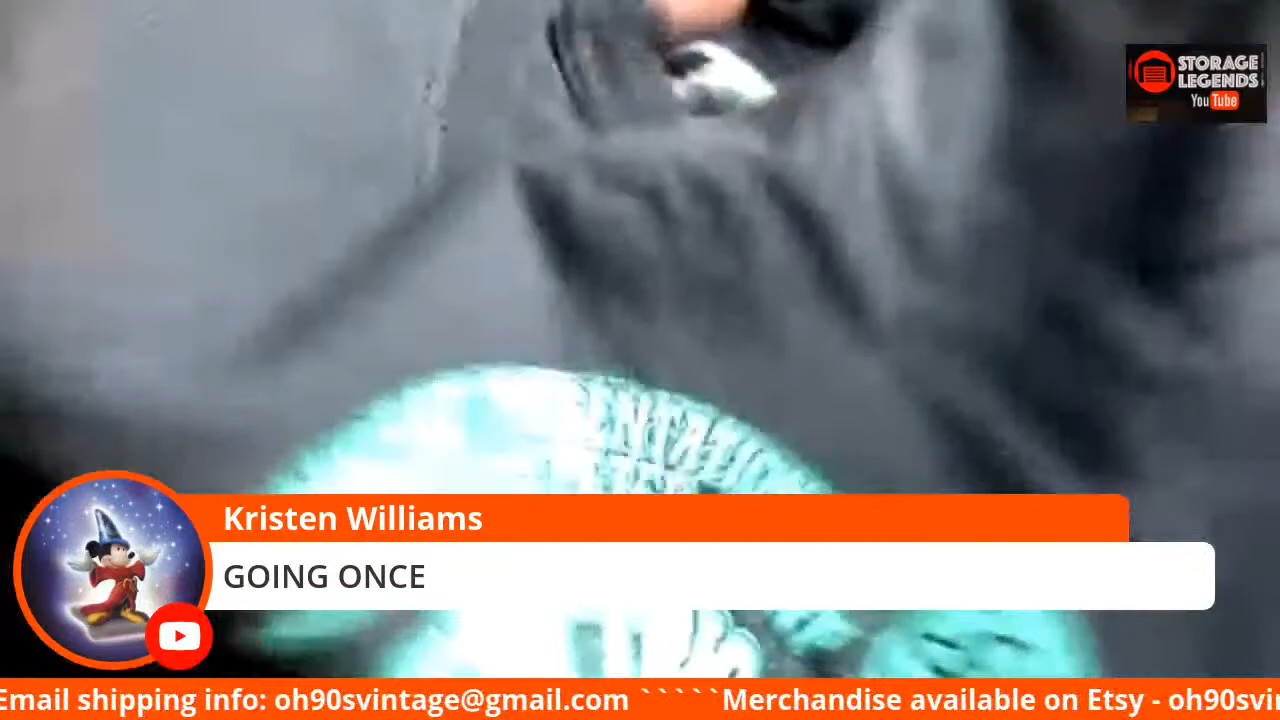 STORAGE
LEGENDS
YouTube
Kristen Williams
GOING ONCE
Email shipping info: oh90svintage@gmail.com `````Merchandise available on Etsy - oh90svi